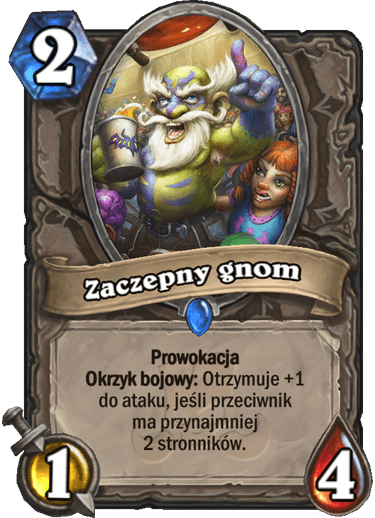 2
Zaczepny gnom
Prowokacja
Okrzyk bojowy: Otrzymuje +1
do ataku, jeśli przeciwnik
ma przynajmniej
2 stronników.
1
4